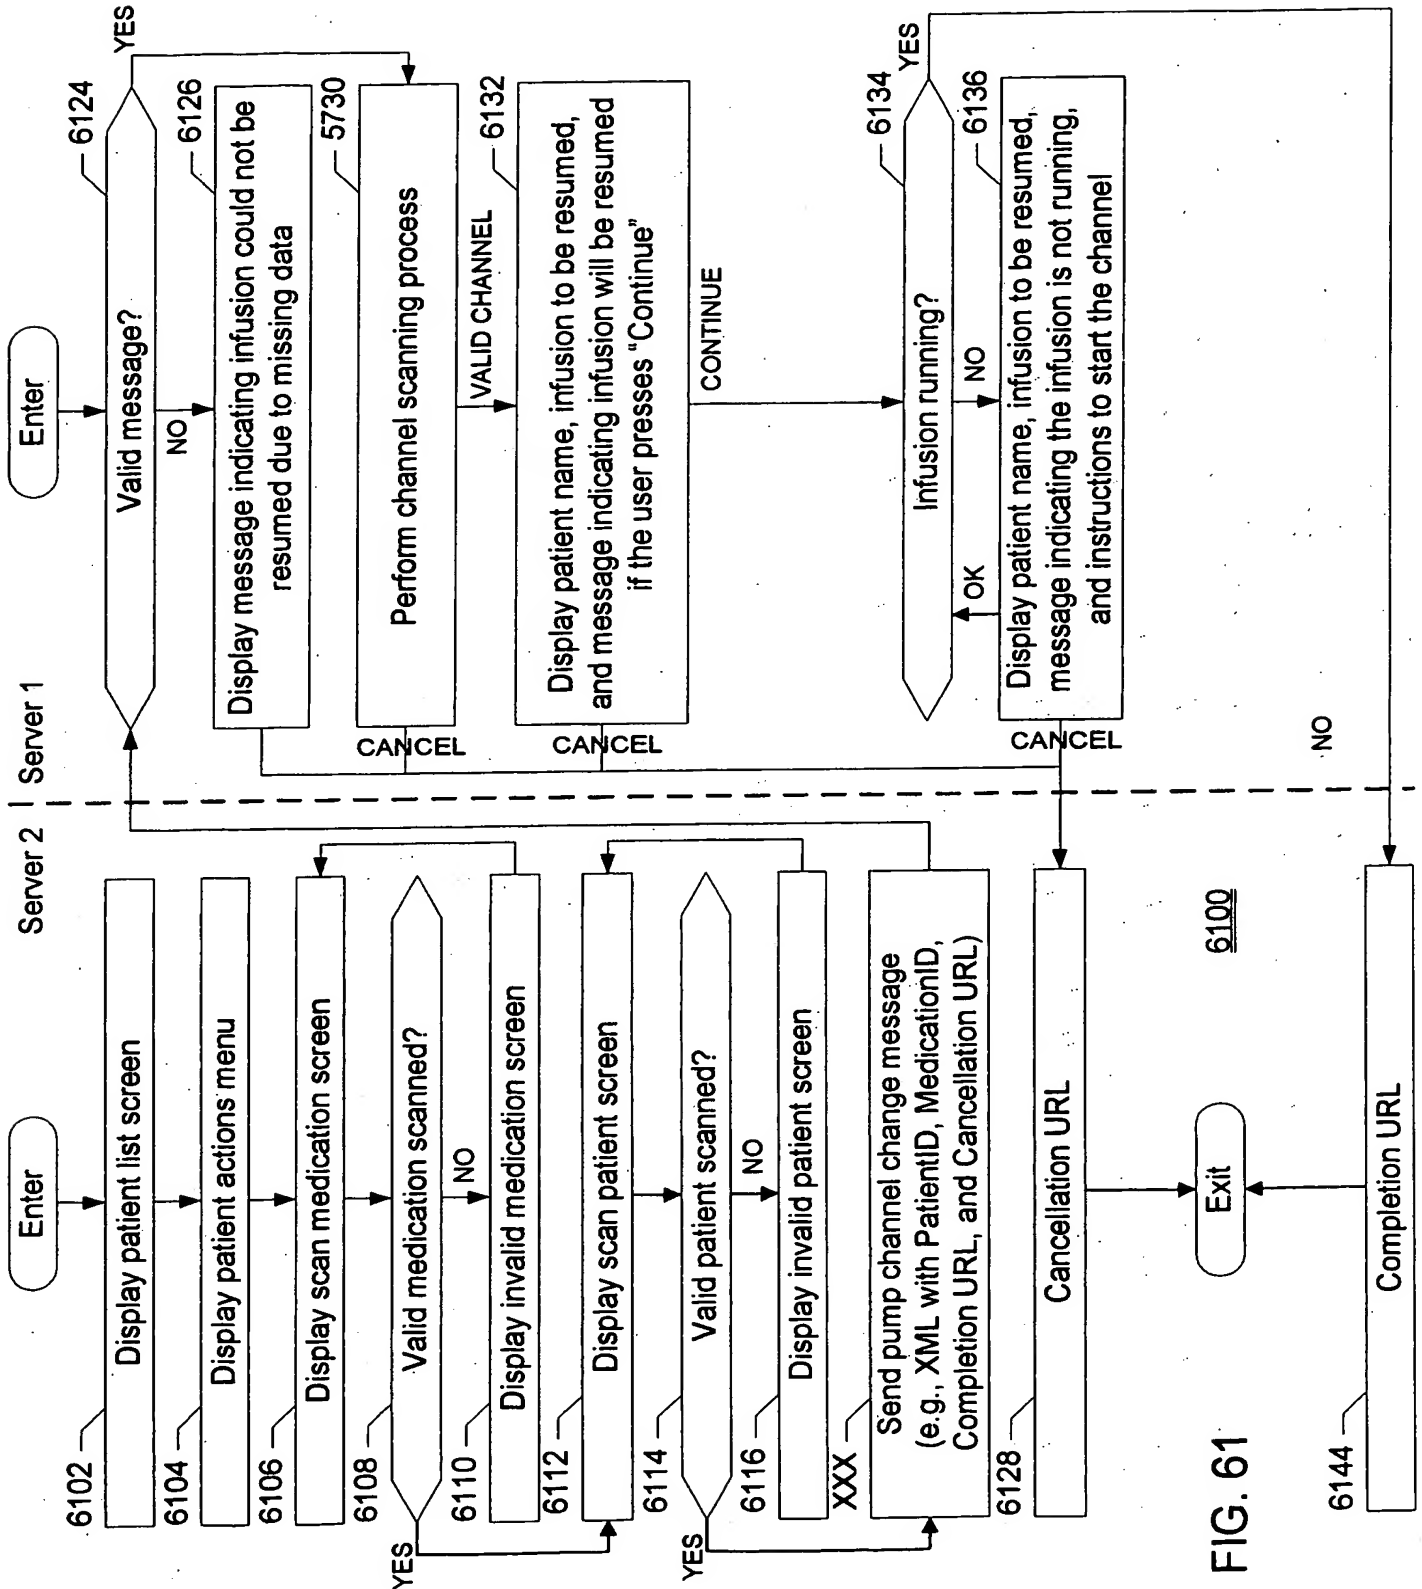 Server 2
Server 1
Enter
6102
Display patient list screen
6104
Display patient actions menu
6106
Display scan medication screen
6108
Valid medication scanned?
YES
NO
6110
Display invalid medication screen
6112
Display scan patient screen
6114
Valid patient scanned?
YES
NO
6116
Display invalid patient screen
XXX
Send pump channel change message
(e.g., XML with PatientID, MedicationID,
Completion URL, and Cancellation URL)
6128
Cancellation URL
Exit
6144
Completion URL
Enter
6124
Valid message?
YES
NO
6126
Display message indicating infusion could not be
resumed due to missing data
5730
Perform channel scanning process
CANCEL
VALID CHANNEL
6132
Display patient name, infusion to be resumed,
and message indicating infusion will be resumed
if the user presses “Continue”
CANCEL
CONTINUE
6134
Infusion running?
YES
NO
OK
6136
Display patient name, infusion to be resumed,
message indicating the infusion is not running,
and instructions to start the channel
CANCEL
NO
6100
FIG. 61